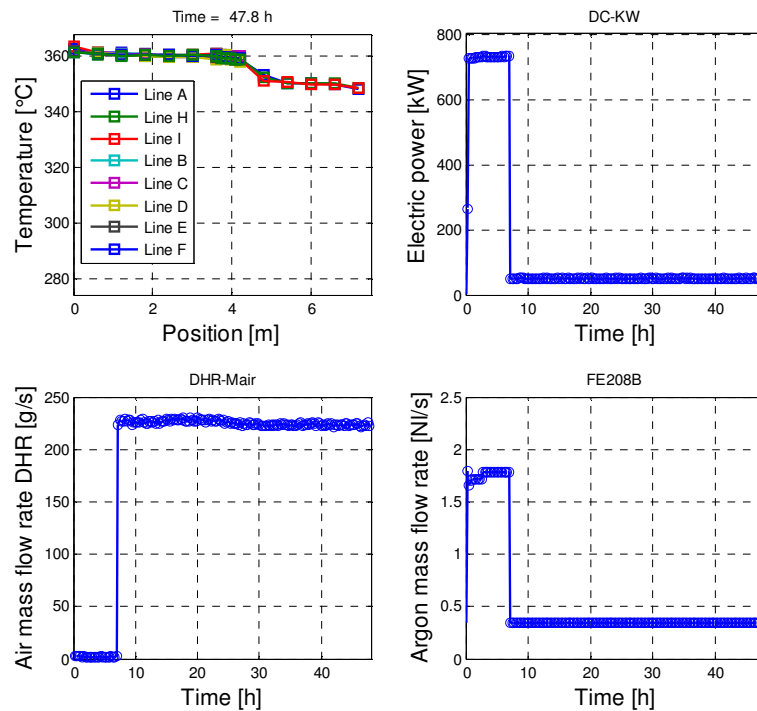 Time = 47.8 h
360
340
320
300
280
Temperature [°C]
Line A
Line H
Line I
Line B
Line C
Line D
Line E
Line F
0
2
4
6
Position [m]
DC-KW
800
600
400
200
0
Electric power [kW]
0
10
20
30
40
Time [h]
DHR-Mair
250
200
150
100
50
0
Air mass flow rate DHR [g/s]
0
10
20
30
40
Time [h]
FE208B
2.5
2
1.5
1
0.5
0
Argon mass flow rate [Nl/s]
0
10
20
30
40
Time [h]